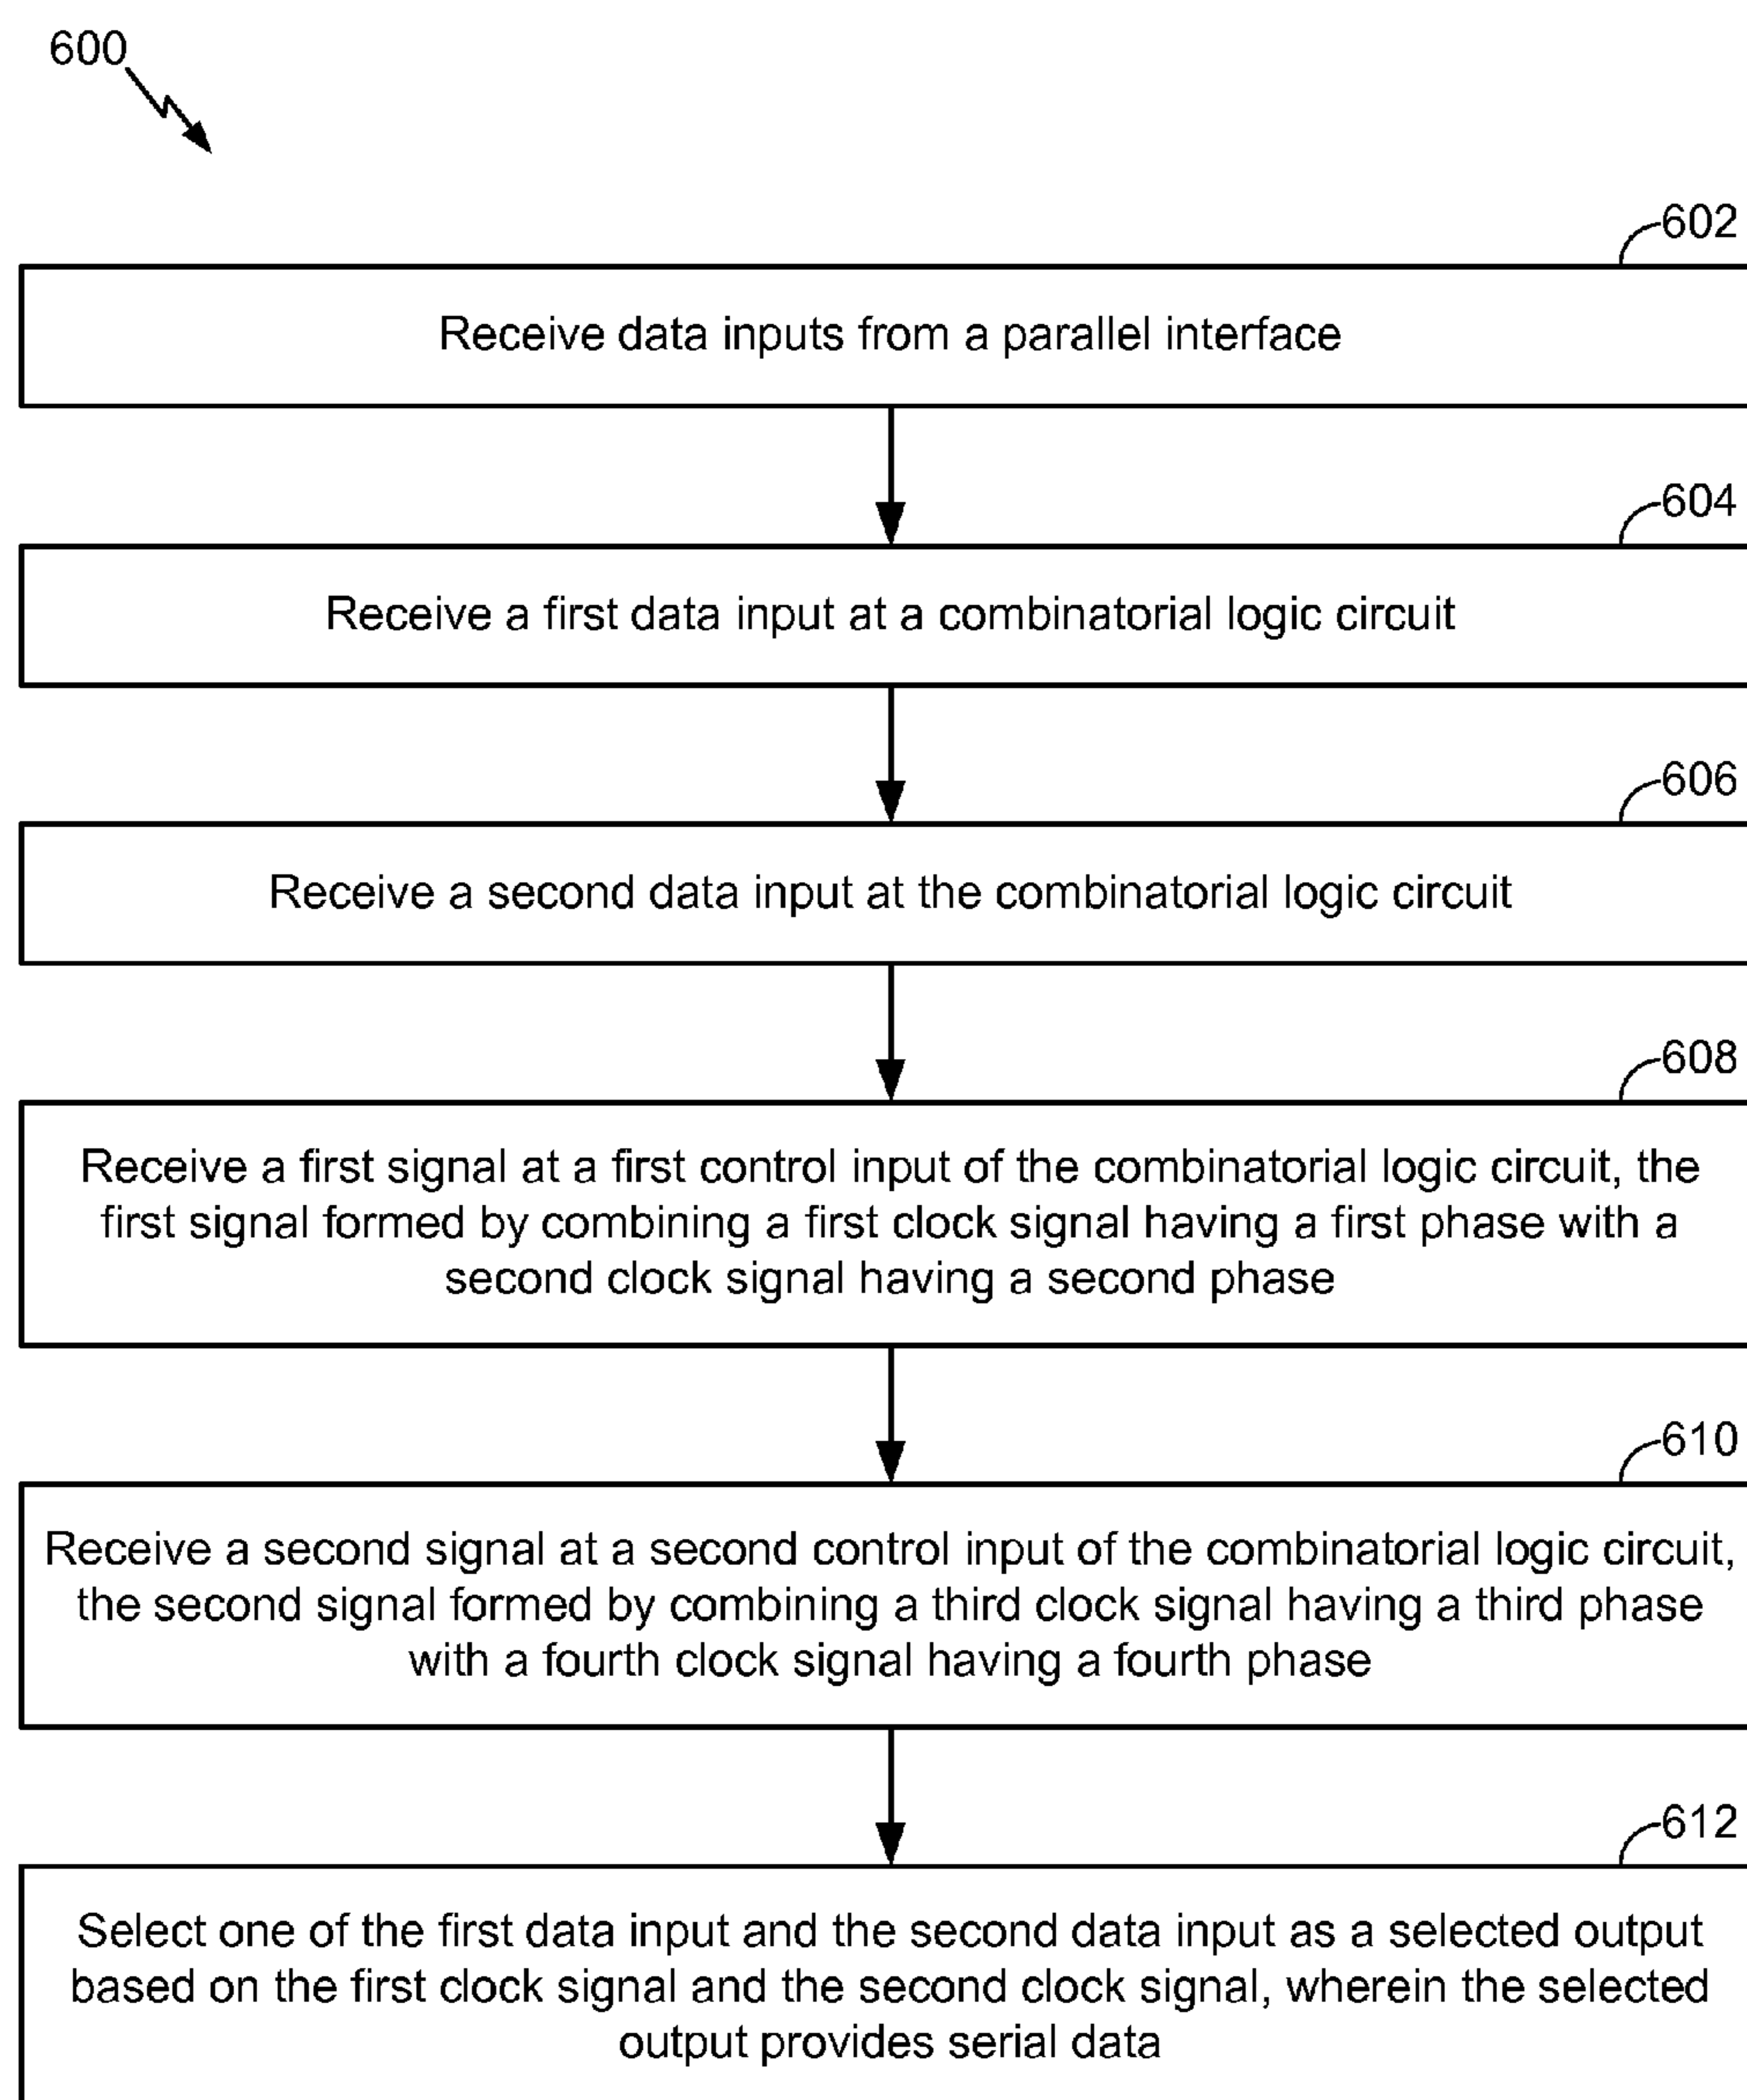 600
602
Receive data inputs from a parallel interface
604
Receive a first data input at a combinatorial logic circuit
606
Receive a second data input at the combinatorial logic circuit
608
Receive a first signal at a first control input of the combinatorial logic circuit, the
first signal formed by combining a first clock signal having a first phase with a
second clock signal having a second phase
610
Receive a second signal at a second control input of the combinatorial logic circuit,
the second signal formed by combining a third clock signal having a third phase
with a fourth clock signal having a fourth phase
612
Select one of the first data input and the second data input as a selected output
based on the first clock signal and the second clock signal, wherein the selected
output provides serial data